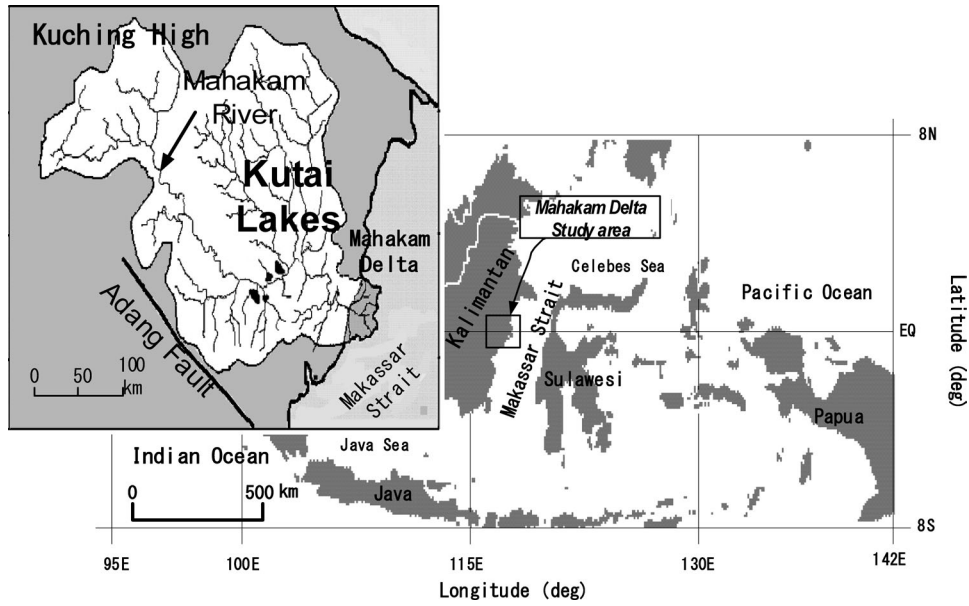 Kuching High
Mahakam
River
Kutai
Lakes
Mahakam
Delta
Adang Fault
0 50 100
km
Makassar
Strait
8N
Mahakam Delta
Study area
Celebes Sea
Kalimantan
Makassar Strait
Pacific Ocean
EQ
Latitude (deg)
Sulawesi
Papua
Java Sea
Indian Ocean
0 500 km
Java
8S
95E 100E 115E 130E 142E
Longitude (deg)